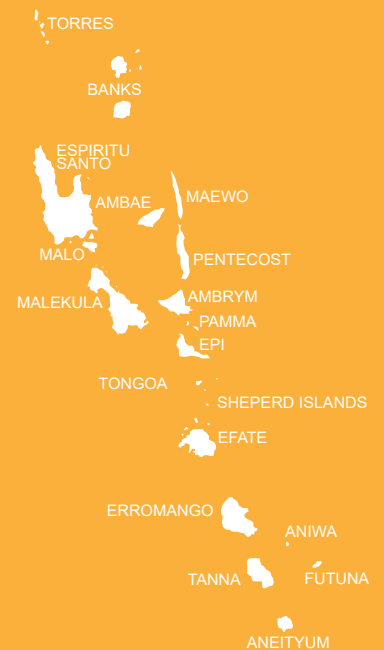 TORRES
BANKS
ESPIRITU
SANTO
MAEWO
AMBAE
MALO
PENTECOST
MALEKULA
AMBRYM
PAMMA
EPI
TONGOA
SHEPERD ISLANDS
EFATE
ERROMANGO
ANIWA
TANNA
FUTUNA
ANEITYUM